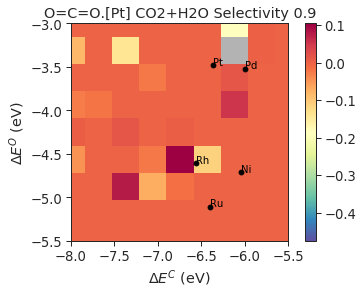 O=C=O.[Pt] CO2+H2O Selectivity 0.9
−3.0
−3.5
−4.0
−4.5
−5.0
−5.5
ΔE^O (eV)
Pt
Pd
Rh
Ni
Ru
−8.0 −7.5 −7.0 −6.5 −6.0 −5.5
ΔE^C (eV)
0.1
0.0
−0.1
−0.2
−0.3
−0.4